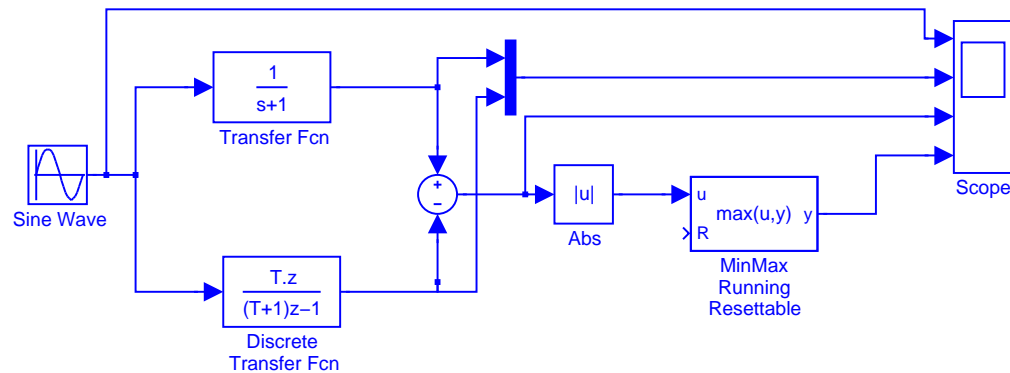 1
s+1
Transfer Fcn
Sine Wave
+
−
|u|
Abs
u
max(u,y)
y
R
MinMax
Running
Resettable
Scope
T.z
(T+1)z−1
Discrete
Transfer Fcn